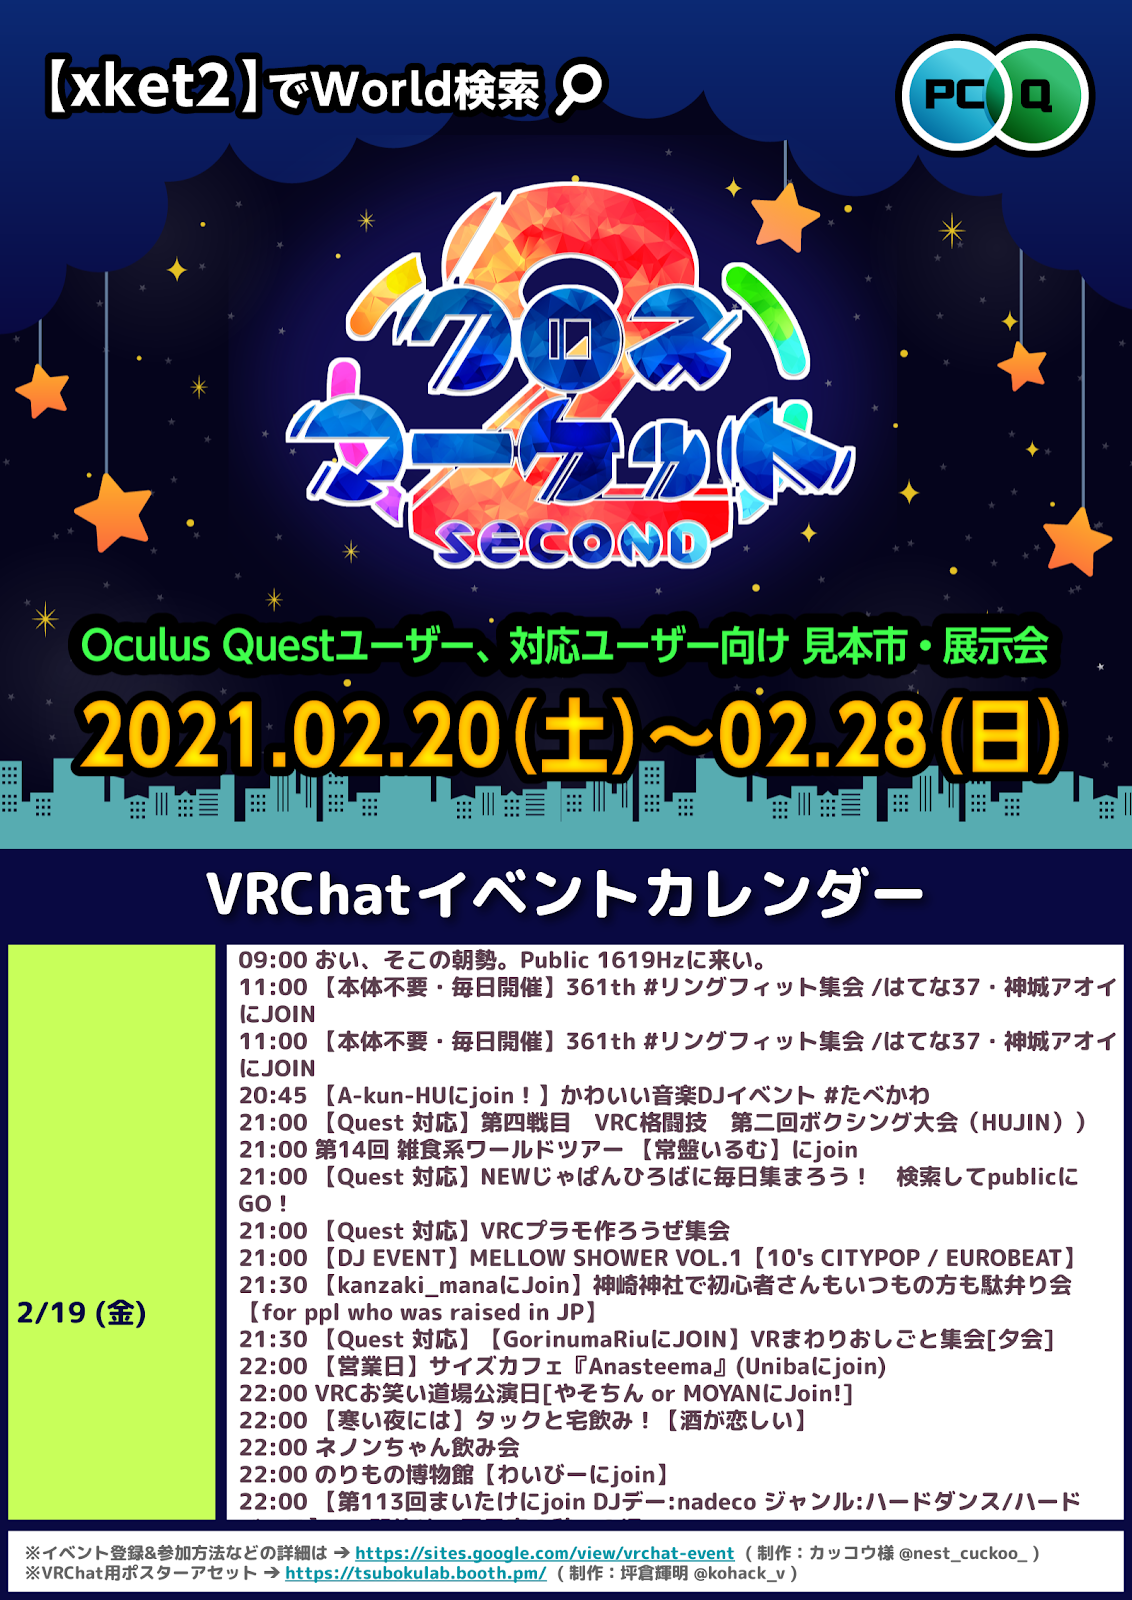 【xket2】でWorld検索
PC Q
2
クロス
マーケット
SECOND
Oculus Questユーザー、対応ユーザー向け 見本市・展示会
2021.02.20(土)～02.28(日)
VRChatイベントカレンダー
2/19 (金)
09:00 おい、そこの朝勢。Public 1619Hzに来い。
11:00 【本体不要・毎日開催】361th #リングフィット集会 /はてな37・神城アオイ
にJOIN
11:00 【本体不要・毎日開催】361th #リングフィット集会 /はてな37・神城アオイ
にJOIN
20:45 【A-kun-HUにjoin！】かわいい音楽DJイベント #たべかわ
21:00 【Quest 対応】第四戦目　VRC格闘技　第二回ボクシング大会（HUJIN））
21:00 第14回 雑食系ワールドツアー 【常盤いるむ】にjoin
21:00 【Quest 対応】NEWじゃぱんひろばに毎日集まろう！　検索してpublicに
GO！
21:00 【Quest 対応】VRCプラモ作ろうぜ集会
21:00 【DJ EVENT】MELLOW SHOWER VOL.1【10's CITYPOP / EUROBEAT】
21:30 【kanzaki_manaにJoin】神崎神社で初心者さんもいつもの方も駄弁り会
【for ppl who was raised in JP】
21:30 【Quest 対応】【GorinumaRiuにJOIN】VRまわりおしごと集会[夕会]
22:00 【営業日】サイズカフェ『Anasteema』(Unibaにjoin)
22:00 VRCお笑い道場公演日[やそちん or MOYANにJoin!]
22:00 【寒い夜には】タックと宅飲み！【酒が恋しい】
22:00 ネノンちゃん飲み会
22:00 のりもの博物館【わいびーにjoin】
22:00 【第113回まいたけにjoin DJデー:nadeco ジャンル:ハードダンス/ハード
※イベント登録&参加方法などの詳細は ➔ https://sites.google.com/view/vrchat-event （制作：カッコウ様 @nest_cuckoo_ ）
※VRChat用ポスターアセット ➔ https://tsubokulab.booth.pm/ （制作：坪倉輝明 @kohack_v ）